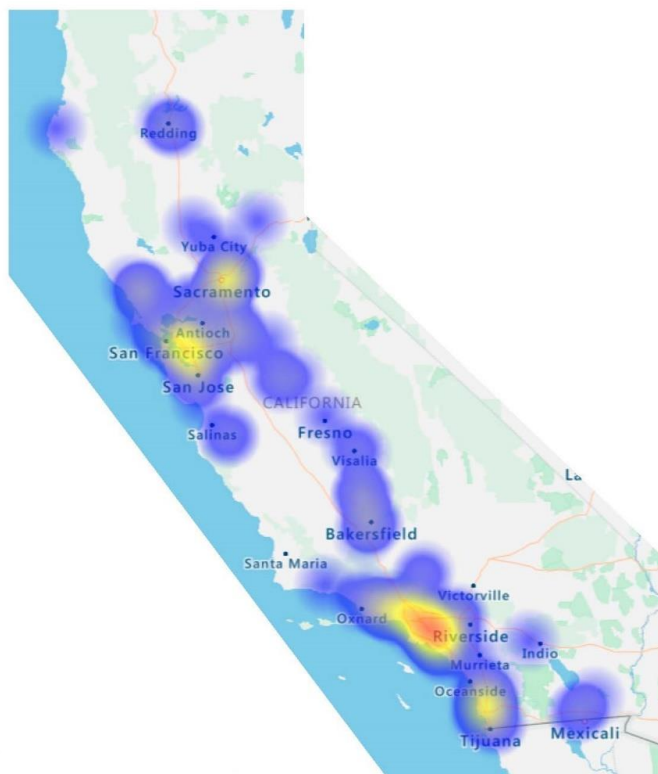 Redding
Yuba City
Sacramento
Antioch
San Francisco
San Jose
CALIFORNIA
Salinas
Fresno
Visalia
Bakersfield
Santa Maria
Victorville
Oxnard
Riverside
Indio
Murrieta
Oceanside
Tijuana
Mexicali